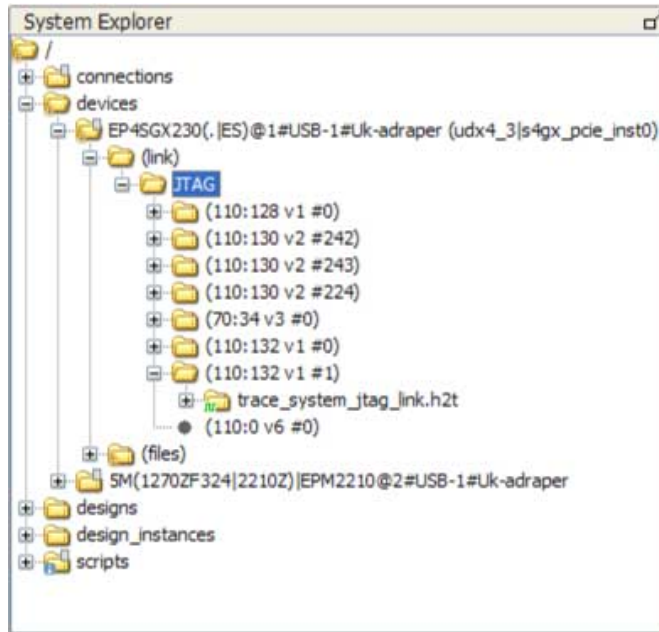 System Explorer
/
connections
devices
EP4SGX230(.|ES)@1#USB-1#Uk-adraper (udx4_3|s4gx_pcie_inst0)
(link)
JTAG
(110:128 v1 #0)
(110:130 v2 #242)
(110:130 v2 #243)
(110:130 v2 #224)
(70:34 v3 #0)
(110:132 v1 #0)
(110:132 v1 #1)
trace_system_jtag_link.h2t
(110:0 v6 #0)
(files)
5M(1270ZF324|2210Z)|EPM2210@2#USB-1#Uk-adraper
designs
design_instances
scripts